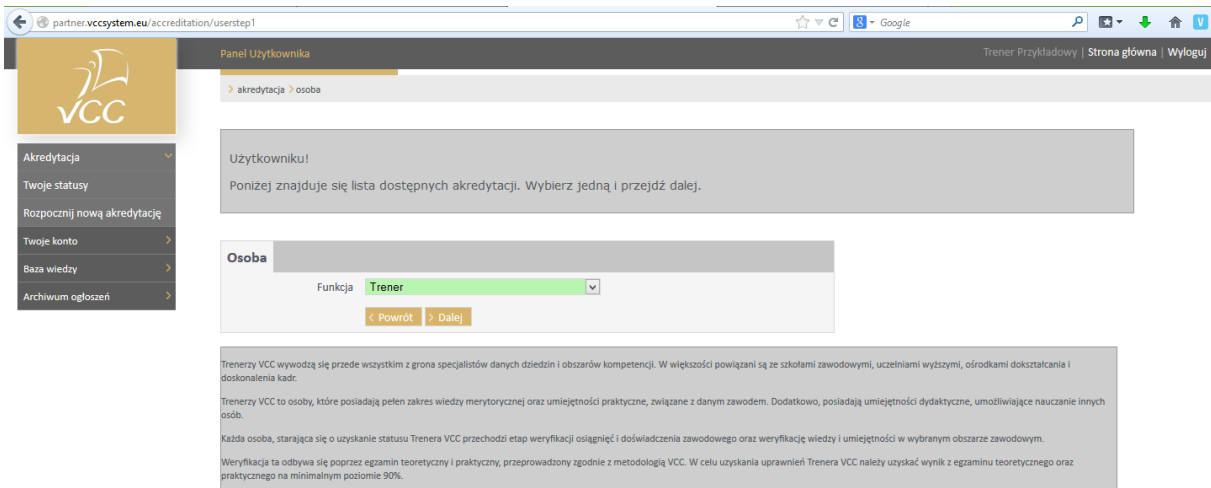 partner.vccsystem.eu/accreditation/userstep1
Google
VCC
Panel Użytkownika
Trener Przykładowy | Strona główna | Wyloguj
akredytacja > osoba
Akredytacja
Twoje statusy
Rozpocznij nową akredytację
Twoje konto
Baza wiedzy
Archiwum ogłoszeń
Użytkowniku!
Poniżej znajduje się lista dostępnych akredytacji. Wybierz jedną i przejdź dalej.
Osoba
Funkcja Trener
< Powrót > Dalej
Trenerzy VCC wywodzą się przede wszystkim z grona specjalistów danych dziedzin i obszarów kompetencji. W większości powiązani są ze szkołami zawodowymi, uczelniami wyższymi, ośrodkami dokształcania i
doskonalenia kadr.
Trenerzy VCC to osoby, które posiadają pełen zakres wiedzy merytorycznej oraz umiejętności praktyczne, związane z danym zawodem. Dodatkowo, posiadają umiejętności dydaktyczne, umożliwiające nauczanie innych
osób.
Każda osoba, starająca się o uzyskanie statusu Trenera VCC przechodzi etap weryfikacji osiągnięć i doświadczenia zawodowego oraz weryfikację wiedzy i umiejętności w wybranym obszarze zawodowym.
Weryfikacja ta odbywa się poprzez egzamin teoretyczny i praktyczny, przeprowadzony zgodnie z metodologią VCC. W celu uzyskania uprawnień Trenera VCC należy uzyskać wynik z egzaminu teoretycznego oraz
praktycznego na minimalnym poziomie 90%.